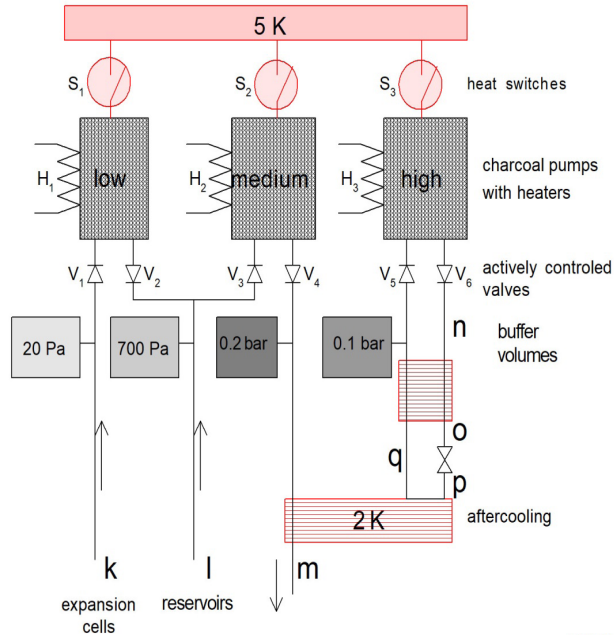 5 K
S1
S2
S3
heat switches
H1
low
H2
medium
H3
high
charcoal pumps
with heaters
V1
V2
V3
V4
V5
V6
actively controled
valves
20 Pa
700 Pa
0.2 bar
0.1 bar
n
buffer
volumes
q
o
p
2 K
aftercooling
k
l
m
expansion
cells
reservoirs